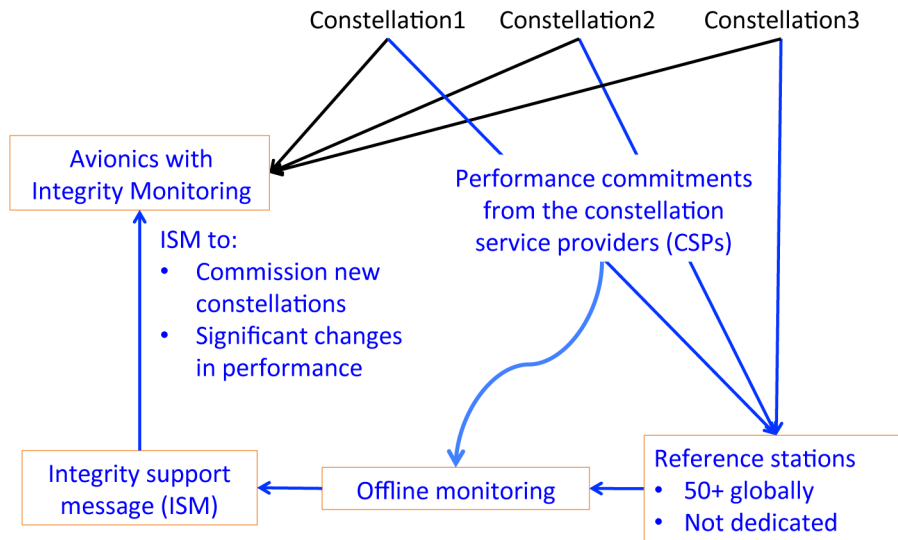 Constellation1
Constellation2
Constellation3
Avionics with
Integrity Monitoring
Performance commitments
from the constellation
service providers (CSPs)
ISM to:
• Commission new
constellations
• Significant changes
in performance
Integrity support
message (ISM)
Offline monitoring
Reference stations
• 50+ globally
• Not dedicated